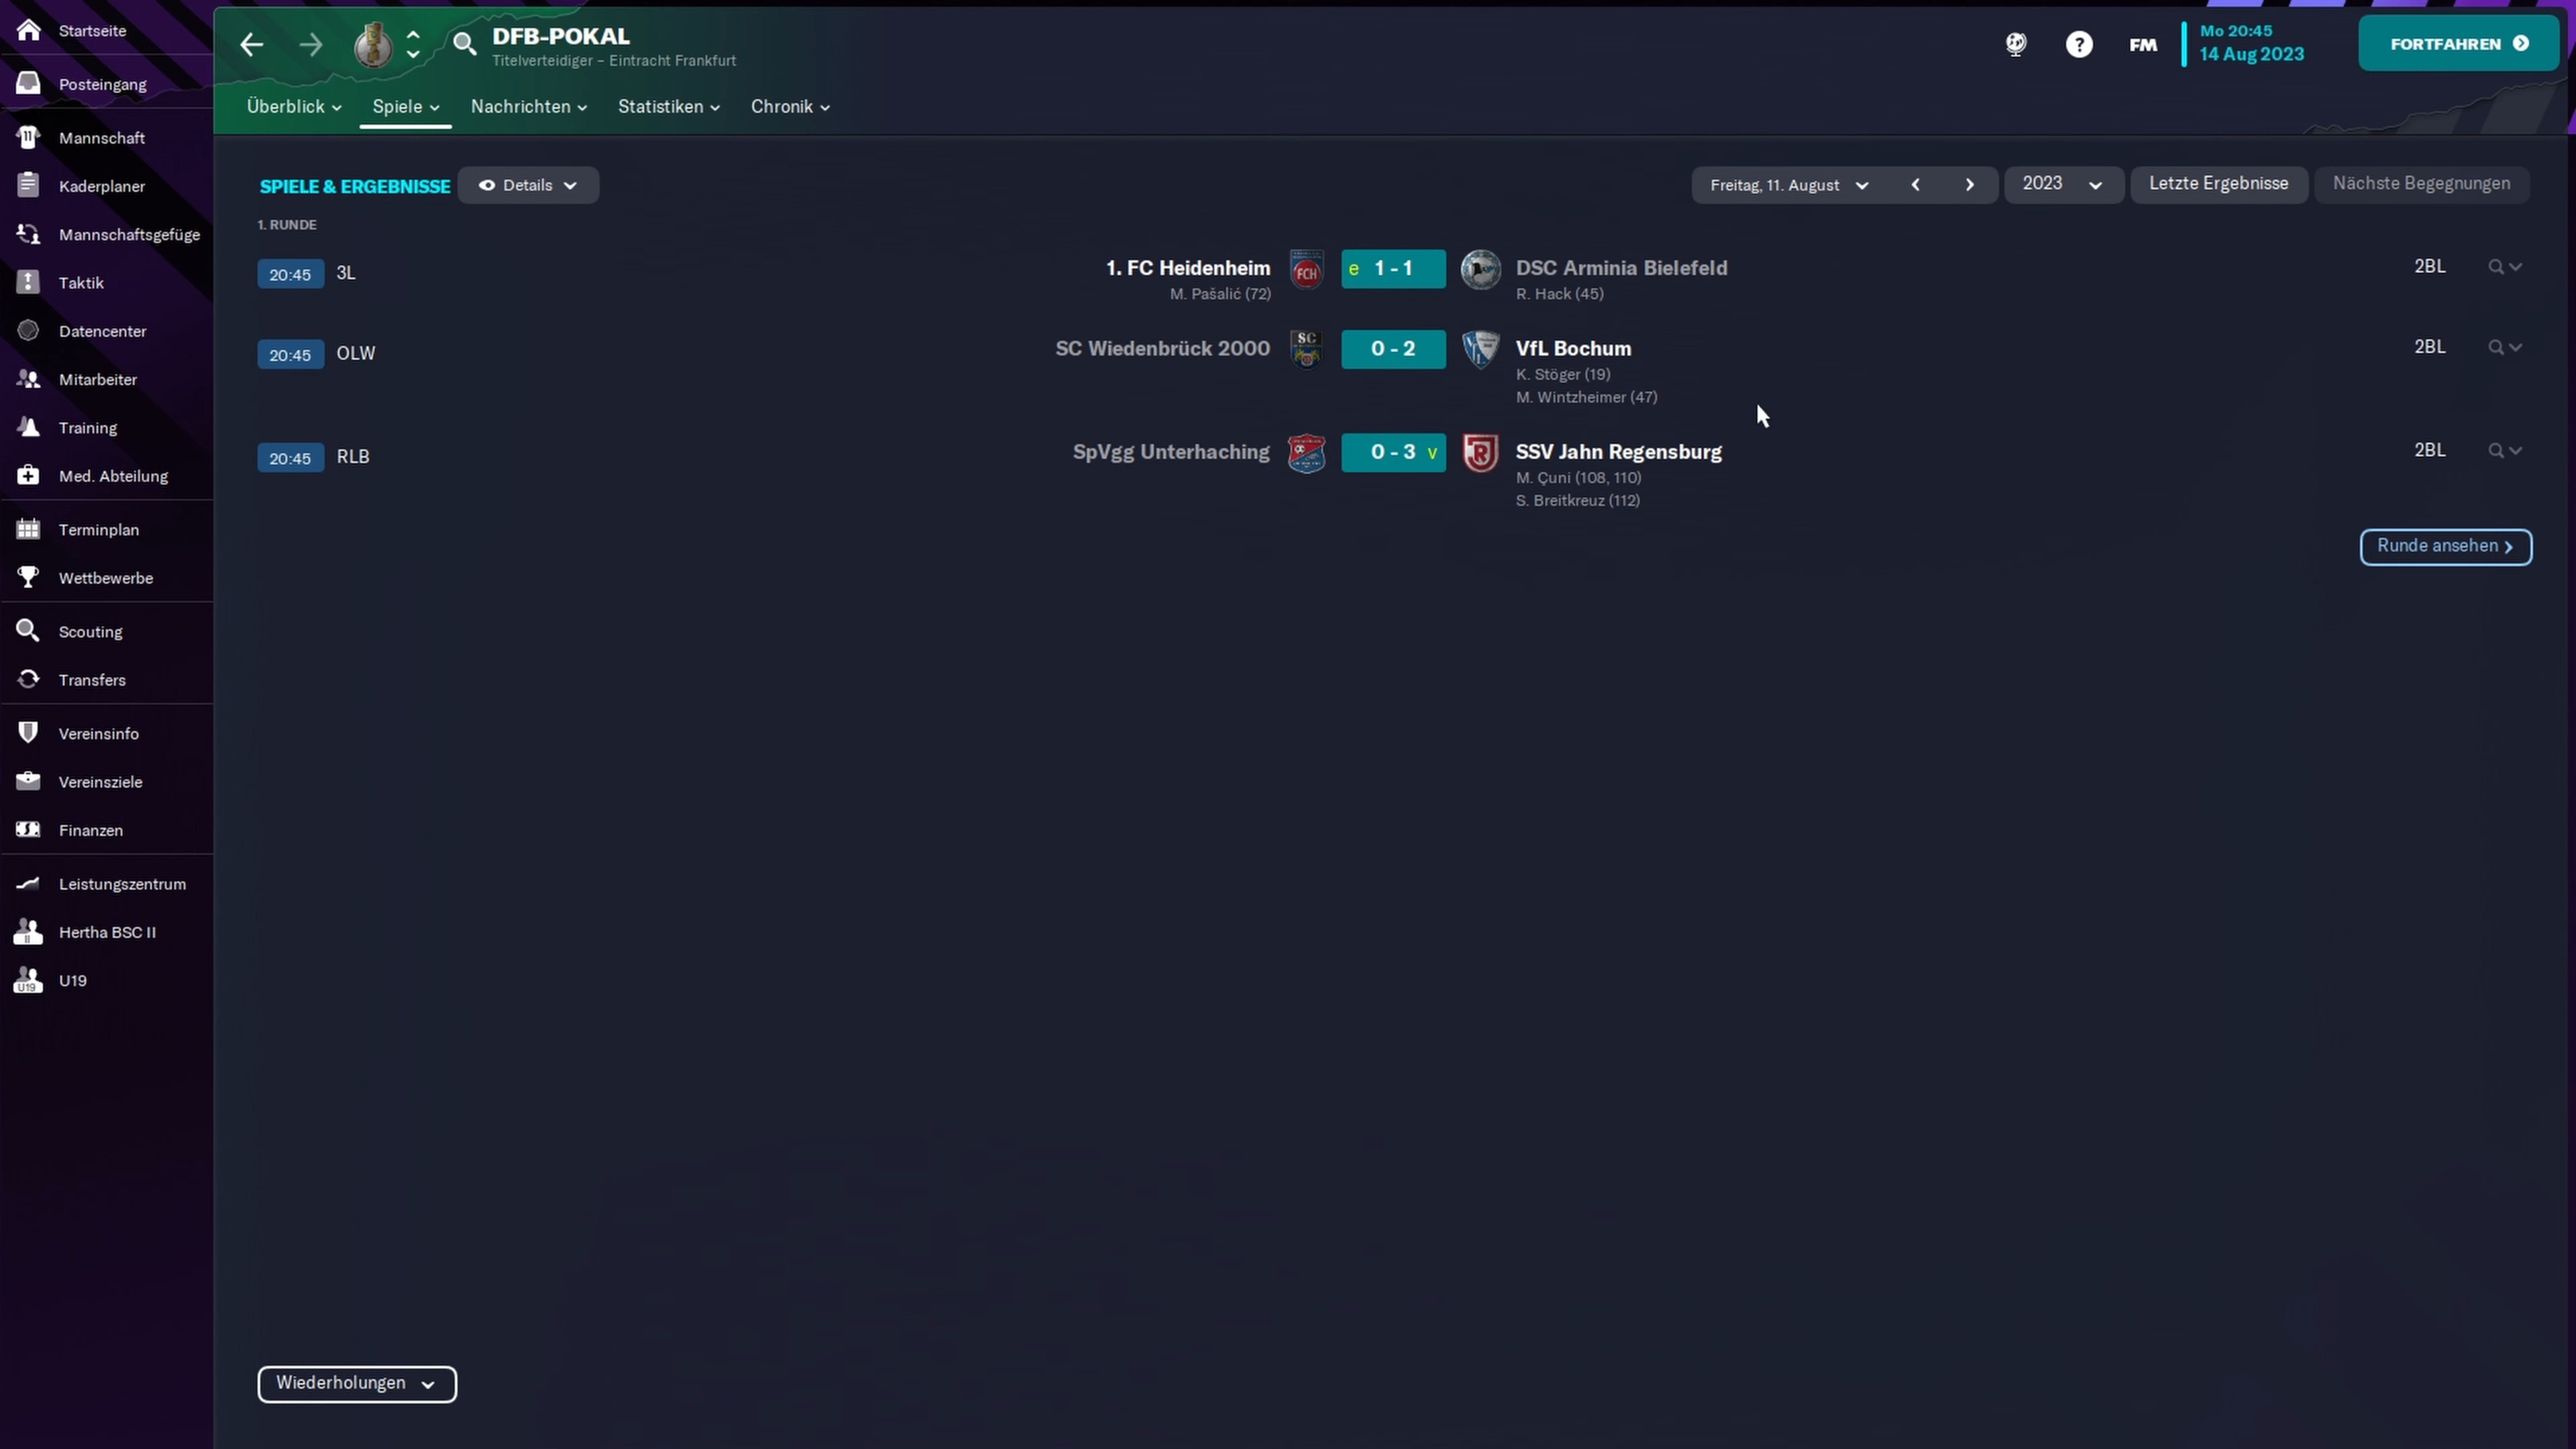 Startseite
Posteingang
Mannschaft
Kaderplaner
Mannschaftsgefüge
Taktik
Datencenter
Mitarbeiter
Training
Med. Abteilung
Terminplan
Wettbewerbe
Scouting
Transfers
Vereinsinfo
Vereinsziele
Finanzen
Leistungszentrum
Hertha BSC II
U19
DFB-POKAL
Titelverteidiger – Eintracht Frankfurt
FM
Mo 20:45
14 Aug 2023
FORTFAHREN
Überblick Spiele Nachrichten Statistiken Chronik
SPIELE & ERGEBNISSE Details Freitag, 11. August 2023 Letzte Ergebnisse Nächste Begegnungen
1. RUNDE
20:45 3L 1. FC Heidenheim e 1 - 1 DSC Arminia Bielefeld 2BL
M. Pašalić (72) R. Hack (45)
20:45 OLW SC Wiedenbrück 2000 0 - 2 VfL Bochum 2BL
K. Stöger (19)
M. Wintzheimer (47)
20:45 RLB SpVgg Unterhaching 0 - 3 v SSV Jahn Regensburg 2BL
M. Çuni (108, 110)
S. Breitkreuz (112)
Runde ansehen
Wiederholungen